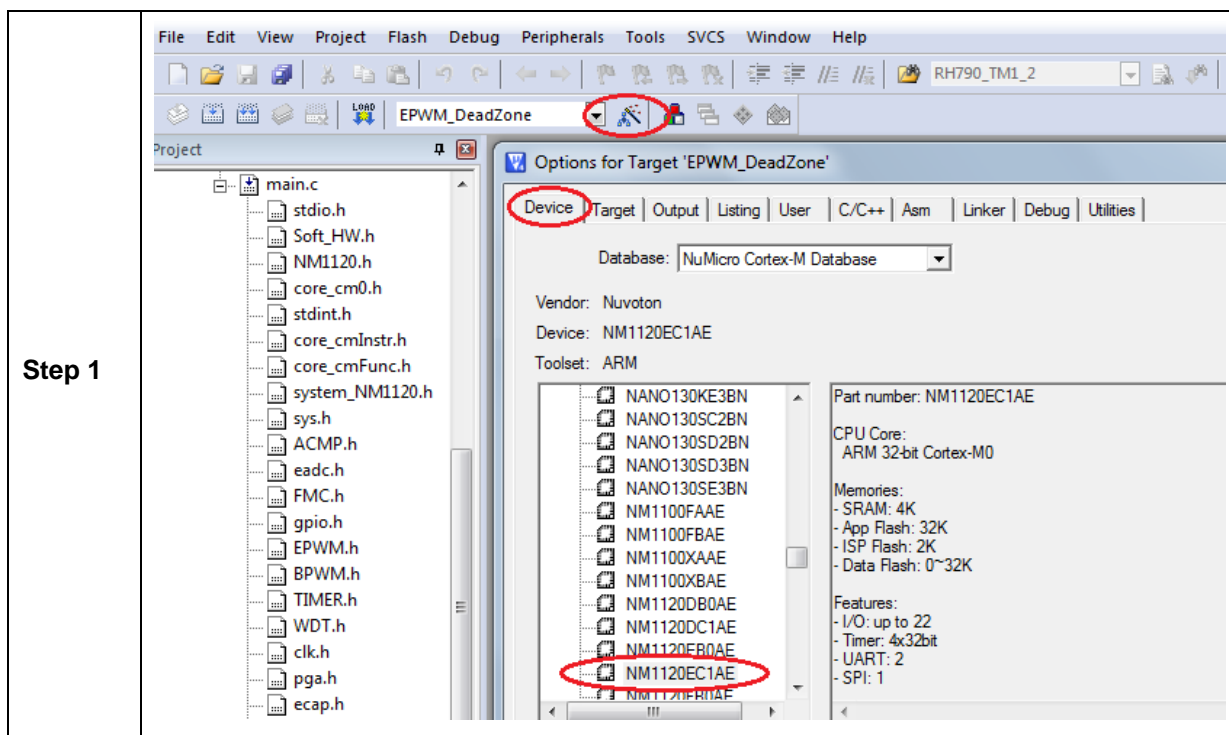 Step 1
File Edit View Project Flash Debug Peripherals Tools SVCS Window Help
RH790_TM1_2
LOAD EPWM_DeadZone
Project
main.c
stdio.h
Soft_HW.h
NM1120.h
core_cm0.h
stdint.h
core_cmInstr.h
core_cmFunc.h
system_NM1120.h
sys.h
ACMP.h
eadc.h
FMC.h
gpio.h
EPWM.h
BPWM.h
TIMER.h
WDT.h
clk.h
pga.h
ecap.h
Options for Target 'EPWM_DeadZone'
Device Target Output Listing User C/C++ Asm Linker Debug Utilities
Database: NuMicro Cortex-M Database
Vendor: Nuvoton
Device: NM1120EC1AE
Toolset: ARM
NANO130KE3BN
NANO130SC2BN
NANO130SD2BN
NANO130SD3BN
NANO130SE3BN
NM1100FAAE
NM1100FBAE
NM1100XAAE
NM1100XBAE
NM1120DB0AE
NM1120DC1AE
NM1120EB0AE
NM1120EC1AE
NM1120FB0AE
Part number: NM1120EC1AE
CPU Core:
ARM 32-bit Cortex-M0
Memories:
- SRAM: 4K
- App Flash: 32K
- ISP Flash: 2K
- Data Flash: 0~32K
Features:
- I/O: up to 22
- Timer: 4x32bit
- UART: 2
- SPI: 1